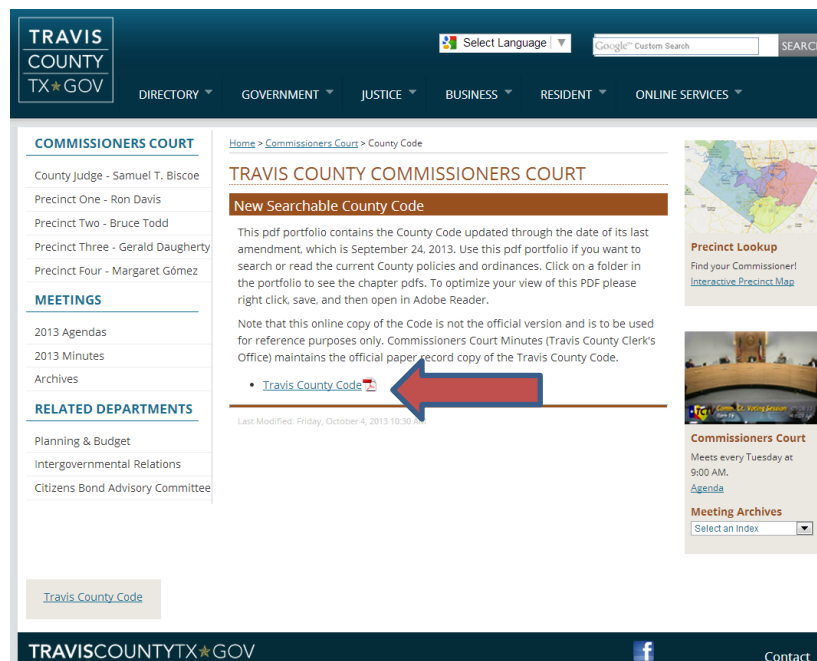 TRAVIS
COUNTY
TX★GOV
Select Language ▼
Google™ Custom Search
SEARC
DIRECTORY
GOVERNMENT
JUSTICE
BUSINESS
RESIDENT
ONLINE SERVICES
COMMISSIONERS COURT
County Judge - Samuel T. Biscoe
Precinct One - Ron Davis
Precinct Two - Bruce Todd
Precinct Three - Gerald Daugherty
Precinct Four - Margaret Gómez
MEETINGS
2013 Agendas
2013 Minutes
Archives
RELATED DEPARTMENTS
Planning & Budget
Intergovernmental Relations
Citizens Bond Advisory Committee
Travis County Code
Home > Commissioners Court > County Code
TRAVIS COUNTY COMMISSIONERS COURT
New Searchable County Code
This pdf portfolio contains the County Code updated through the date of its last
amendment, which is September 24, 2013. Use this pdf portfolio if you want to
search or read the current County policies and ordinances. Click on a folder in
the portfolio to see the chapter pdfs. To optimize your view of this PDF please
right click, save, and then open in Adobe Reader.
Note that this online copy of the Code is not the official version and is to be used
for reference purposes only. Commissioners Court Minutes (Travis County Clerk's
Office) maintains the official paper record copy of the Travis County Code.
• Travis County Code
Last Modified: Friday, October 4, 2013 10:30 AM
Precinct Lookup
Find your Commissioner!
Interactive Precinct Map
Commissioners Court
Meets every Tuesday at
9:00 AM.
Agenda
Meeting Archives
Select an Index
TRAVISCOUNTYTX★GOV
f
Contact